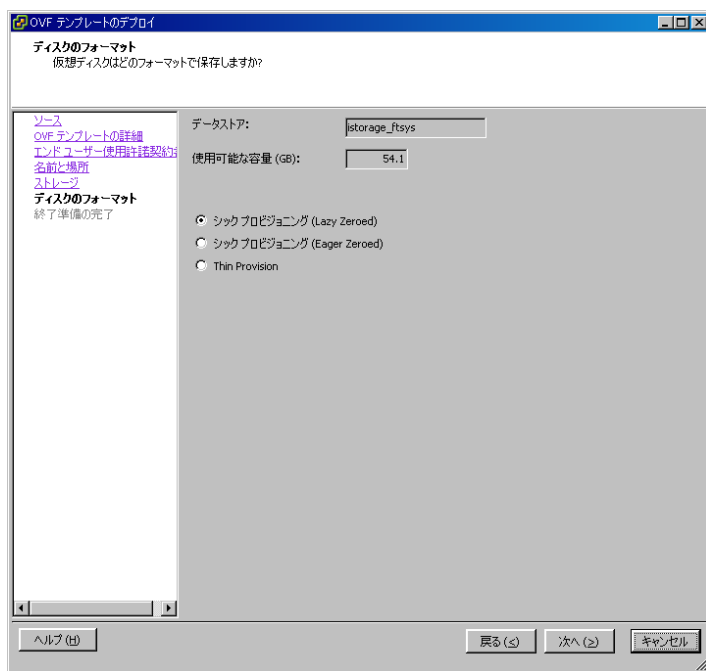 OVF テンプレートのデプロイ
ディスクのフォーマット
仮想ディスクはどのフォーマットで保存しますか?
ソース
OVF テンプレートの詳細
エンド ユーザー使用許諾契約
名前と場所
ストレージ
ディスクのフォーマット
終了準備の完了
データストア: istorage_ftsys
使用可能な容量 (GB): 54.1
シック プロビジョニング (Lazy Zeroed)
シック プロビジョニング (Eager Zeroed)
Thin Provision
ヘルプ (H) 戻る (<) 次へ (>) キャンセル